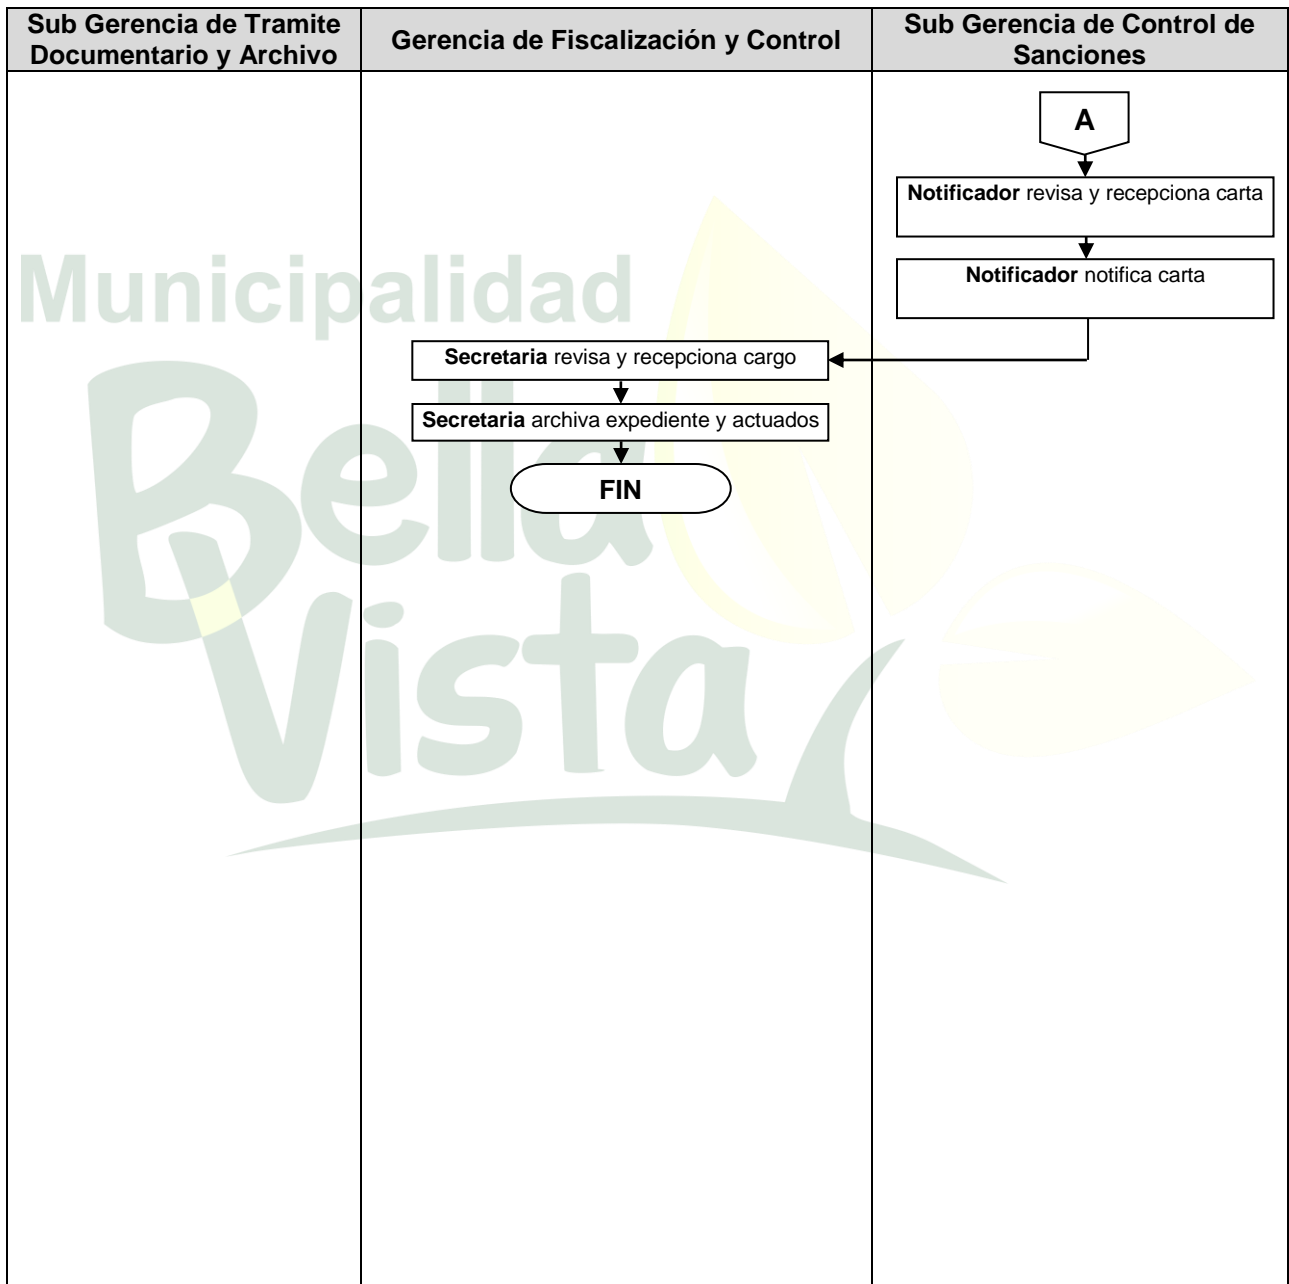 Sub Gerencia de Tramite
Documentario y Archivo
Gerencia de Fiscalización y Control
Sub Gerencia de Control de
Sanciones
A
Notificador revisa y recepciona carta
Notificador notifica carta
Secretaria revisa y recepciona cargo
Secretaria archiva expediente y actuados
FIN
Municipalidad
Bella
Vista